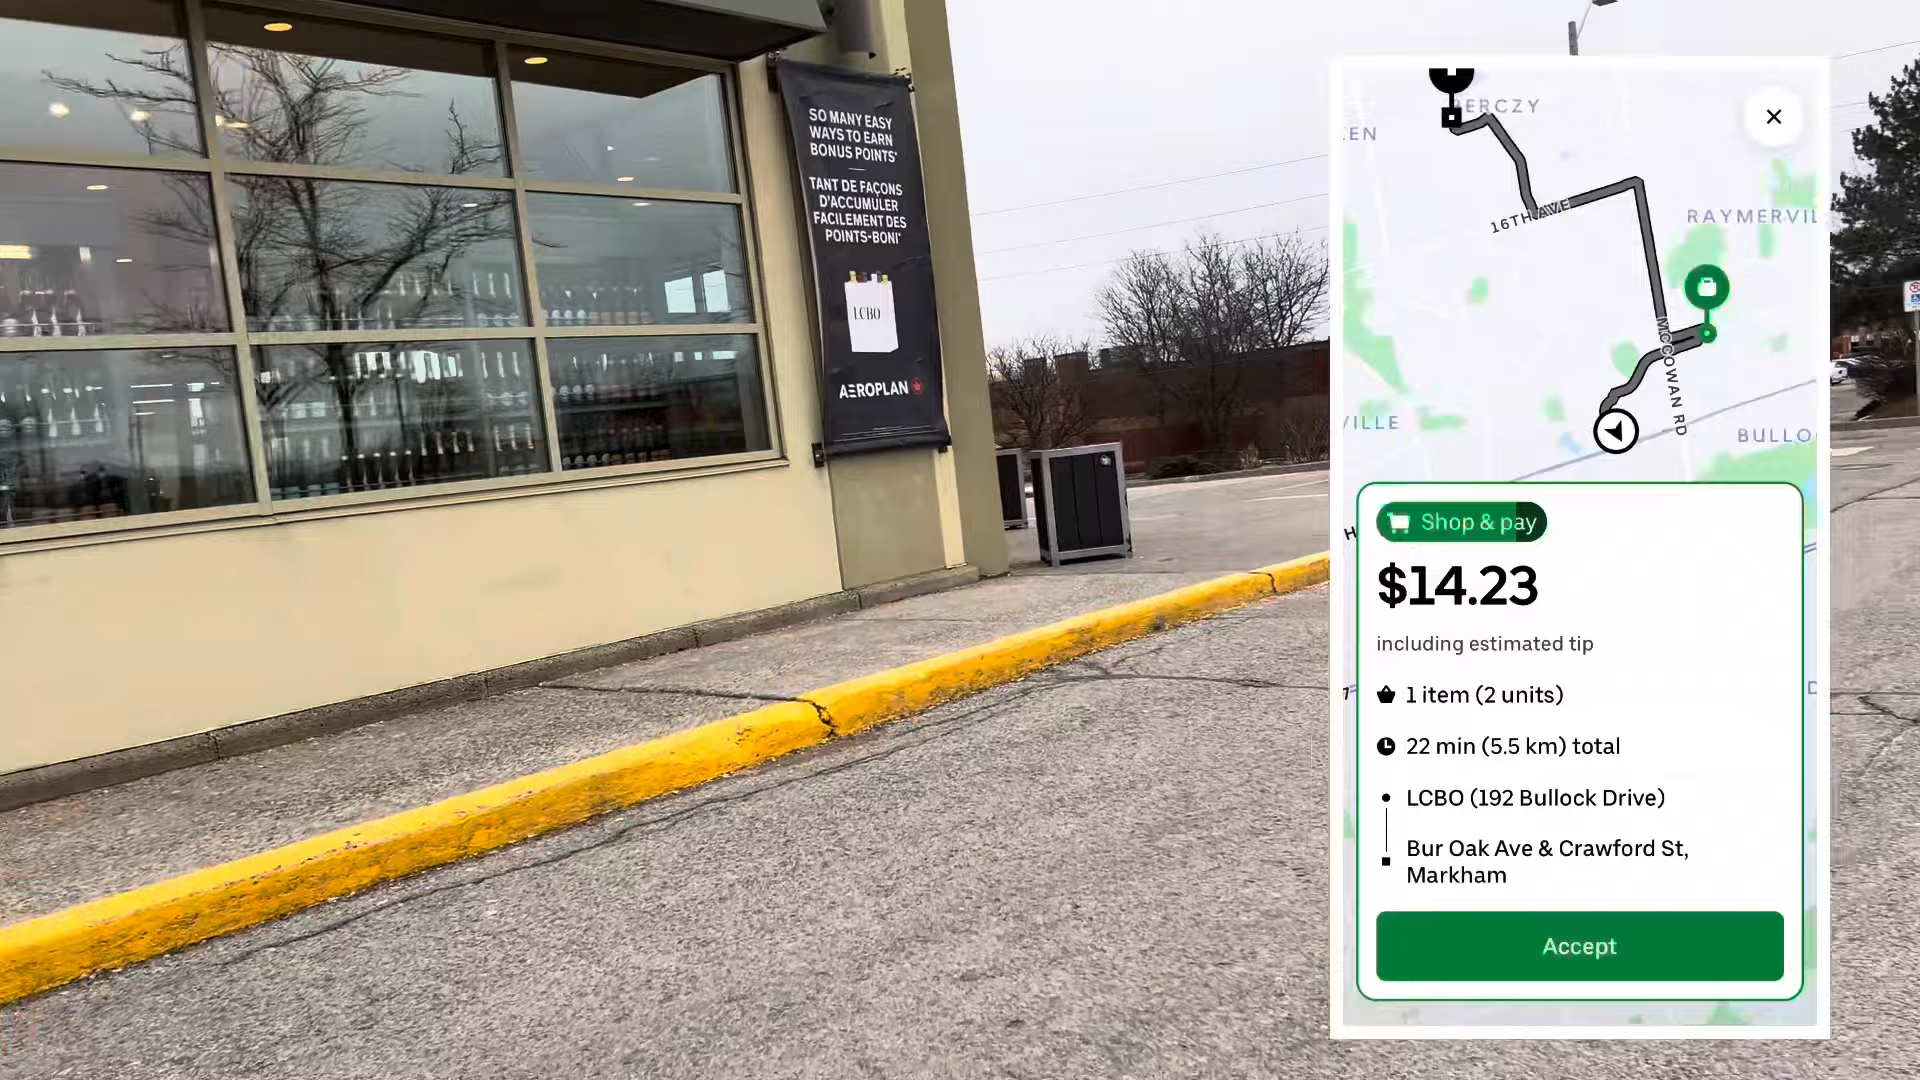 SO MANY EASY
WAYS TO EARN
BONUS POINTS*
TANT DE FAÇONS
D'ACCUMULER
FACILEMENT DES
POINTS-BONI*
LCBO
AEROPLAN
BERCZY
EN
16TH AVE
RAYMERVIL
MCCOWAN RD
VILLE
BULLO
Shop & pay
$14.23
including estimated tip
1 item (2 units)
22 min (5.5 km) total
LCBO (192 Bullock Drive)
Bur Oak Ave & Crawford St,
Markham
Accept